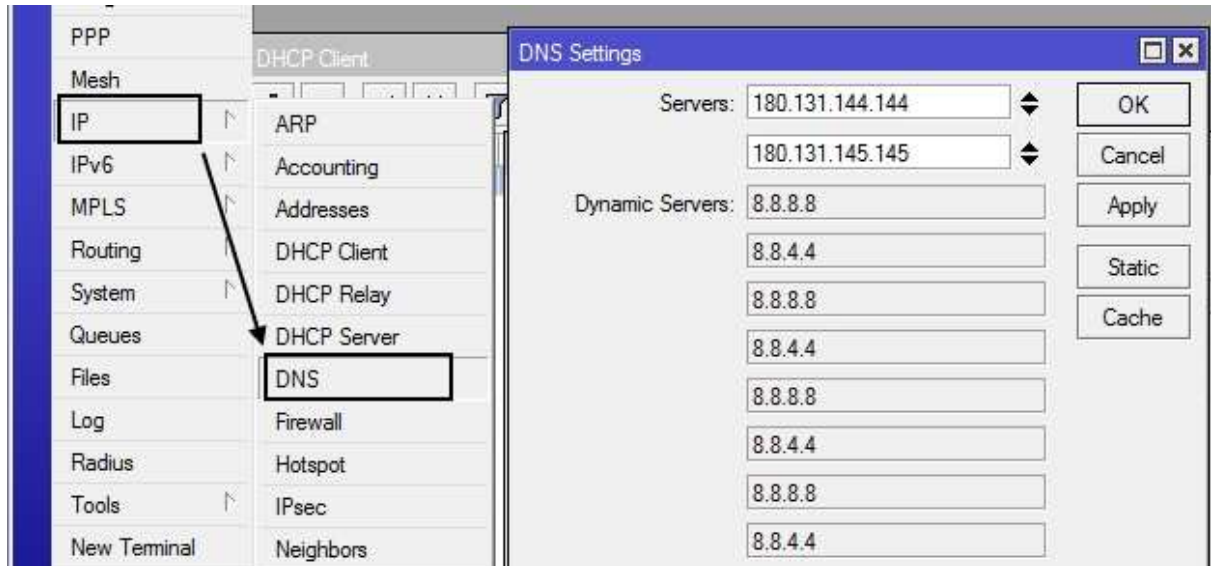 PPP
Mesh
IP
IPv6
MPLS
Routing
System
Queues
Files
Log
Radius
Tools
New Terminal
DHCP Client
ARP
Accounting
Addresses
DHCP Client
DHCP Relay
DHCP Server
DNS
Firewall
Hotspot
IPsec
Neighbors
DNS Settings
Servers: 180.131.144.144
180.131.145.145
Dynamic Servers: 8.8.8.8
8.8.4.4
8.8.8.8
8.8.4.4
8.8.8.8
8.8.4.4
8.8.8.8
8.8.4.4
OK
Cancel
Apply
Static
Cache